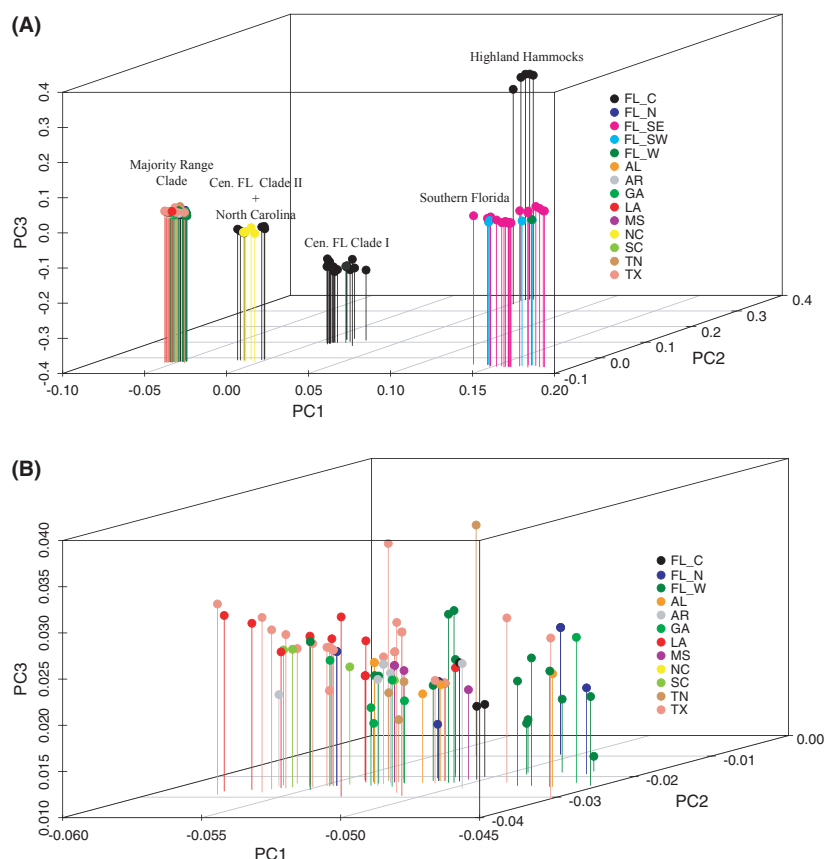 (A)
Highland Hammocks
Majority Range
Clade
Cen. FL Clade II
+
North Carolina
Cen. FL Clade I
Southern Florida
FL_C
FL_N
FL_SE
FL_SW
FL_W
AL
AR
GA
LA
MS
NC
SC
TN
TX
PC3
0.4
0.3
0.2
0.1
0.0
-0.1
-0.2
-0.3
-0.4
-0.10
-0.05
0.00
0.05
0.10
0.15
0.20
PC1
-0.1
0.0
0.1
0.2
0.3
0.4
PC2
(B)
FL_C
FL_N
FL_W
AL
AR
GA
LA
MS
NC
SC
TN
TX
PC3
0.040
0.035
0.030
0.025
0.020
0.015
0.010
-0.060
-0.055
-0.050
-0.045
PC1
-0.04
-0.03
-0.02
-0.01
0.00
PC2